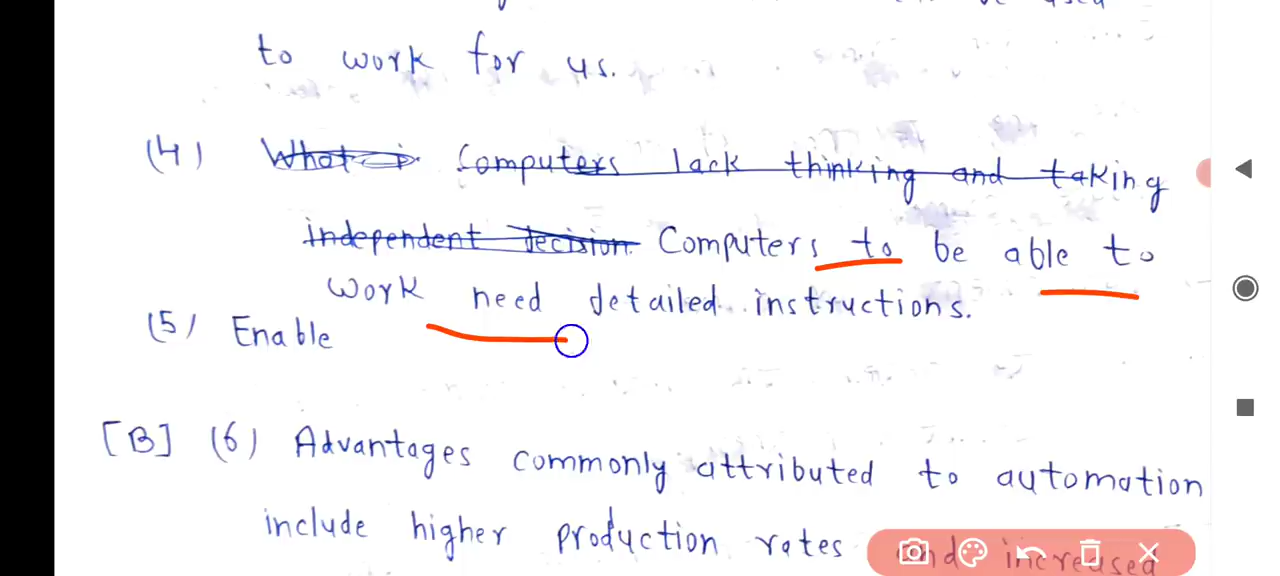 to work for us.
(4) What i Computers lack thinking and taking
independent decision. Computers to be able to
work need detailed instructions.
(5) Enable
[B] (6) Advantages commonly attributed to automation
include higher production rates and increased